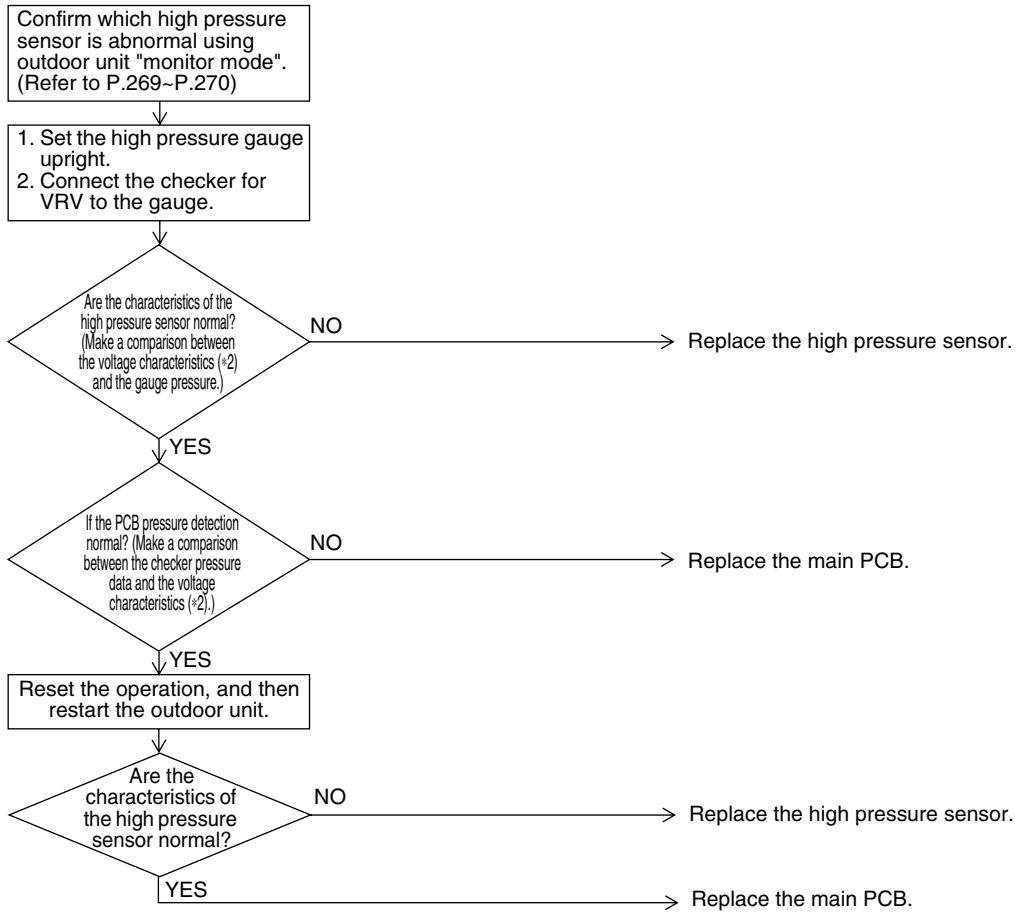 Confirm which high pressure
sensor is abnormal using
outdoor unit "monitor mode".
(Refer to P.269~P.270)
1. Set the high pressure gauge
upright.
2. Connect the checker for
VRV to the gauge.
Are the characteristics of the
high pressure sensor normal?
(Make a comparison between
the voltage characteristics (*2)
and the gauge pressure.)
NO
Replace the high pressure sensor.
YES
If the PCB pressure detection
normal? (Make a comparison
between the checker pressure
data and the voltage
characteristics (*2).)
NO
Replace the main PCB.
YES
Reset the operation, and then
restart the outdoor unit.
Are the
characteristics of
the high pressure
sensor normal?
NO
Replace the high pressure sensor.
YES
Replace the main PCB.